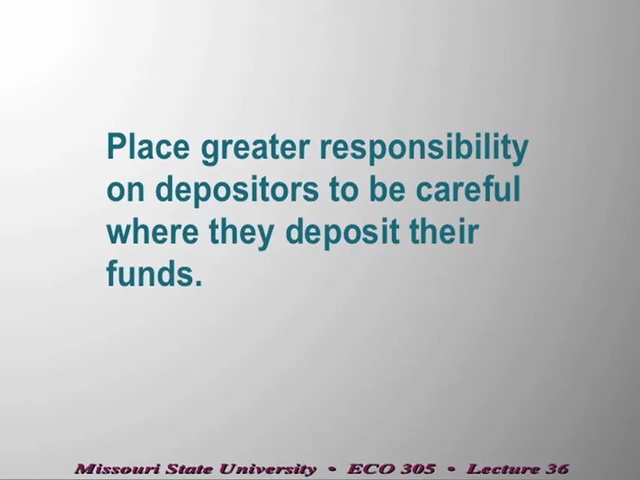 Place greater responsibility
on depositors to be careful
where they deposit their
funds.
Missouri State University • ECO 305 • Lecture 36